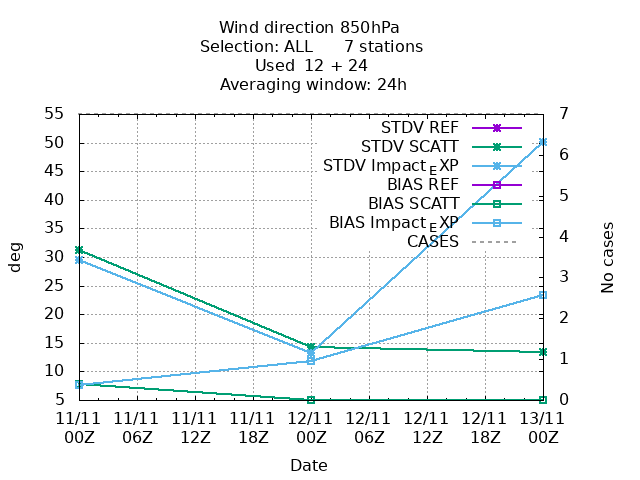 Wind direction 850hPa
Selection: ALL      7 stations
Used  12 + 24
Averaging window: 24h
55
50
45
40
35
30
25
20
15
10
5
deg
7
6
5
4
3
2
1
0
No cases
STDV REF
STDV SCATT
STDV Impact_EXP
BIAS REF
BIAS SCATT
BIAS Impact_EXP
CASES
11/11 11/11 11/11 11/11 12/11 12/11 12/11 12/11 13/11
00Z 06Z 12Z 18Z 00Z 06Z 12Z 18Z 00Z
Date